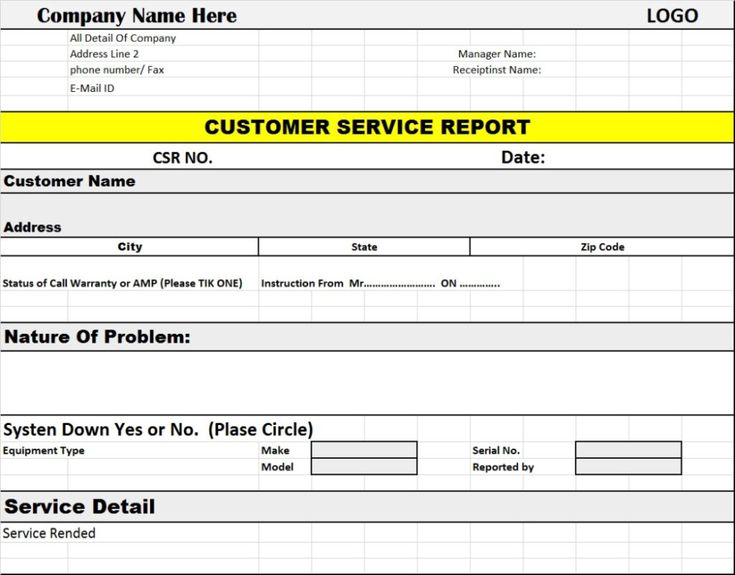 Company Name Here LOGO
All Detail Of Company
Address Line 2 Manager Name:
phone number/ Fax Receiptinst Name:
E-Mail ID
CUSTOMER SERVICE REPORT
CSR NO. Date:
Customer Name
Address
City State Zip Code
Status of Call Warranty or AMP (Please TIK ONE) Instruction From Mr……………………. ON …………..
Nature Of Problem:
Systen Down Yes or No. (Plase Circle)
Equipment Type Make Serial No.
Model Reported by
Service Detail
Service Rended